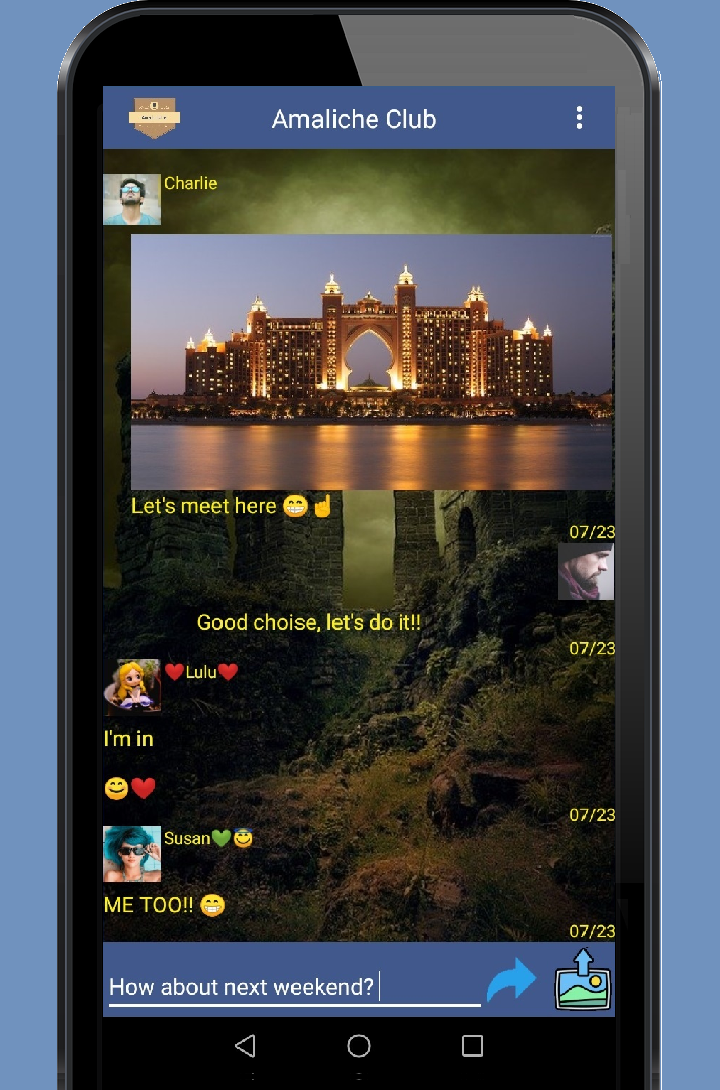 Amaliche Club
Charlie
Let's meet here 😁☝️
07/23
Good choise, let's do it!!
07/23
❤️Lulu❤️
I'm in
😊❤️
07/23
Susan💚😇
ME TOO!! 😁
07/23
How about next weekend?